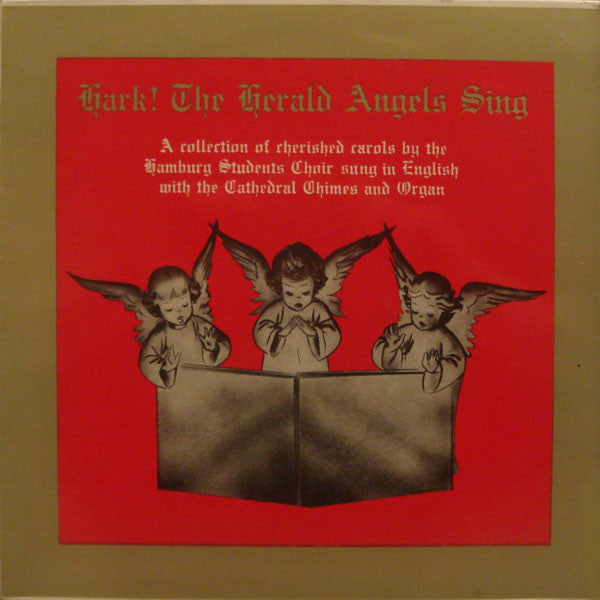 Hark! The Herald Angels Sing
A collection of cherished carols by the
Hamburg Students Choir sung in English
with the Cathedral Chimes and Organ